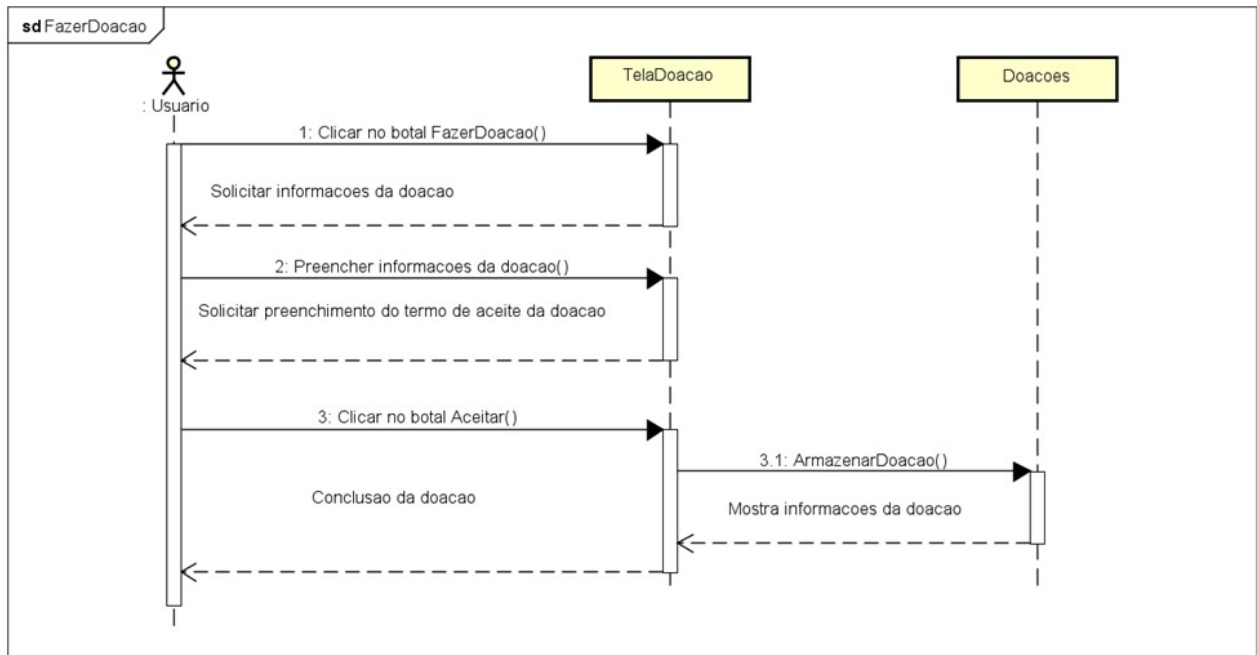 sd FazerDoacao
: Usuario
TelaDoacao
Doacoes
1: Clicar no botal FazerDoacao()
Solicitar informacoes da doacao
2: Preencher informacoes da doacao()
Solicitar preenchimento do termo de aceite da doacao
3: Clicar no botal Aceitar()
3.1: ArmazenarDoacao()
Conclusao da doacao
Mostra informacoes da doacao